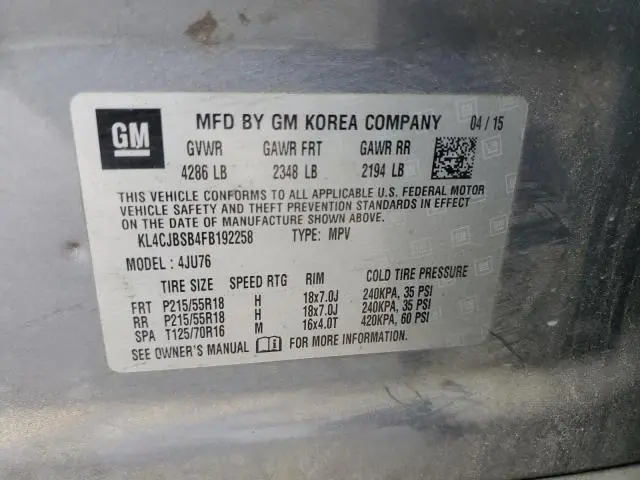 GM
MFD BY GM KOREA COMPANY 04 / 15
GVWR GAWR FRT GAWR RR
4286 LB 2348 LB 2194 LB
THIS VEHICLE CONFORMS TO ALL APPLICABLE U.S. FEDERAL MOTOR
VEHICLE SAFETY AND THEFT PREVENTION STANDARDS IN EFFECT
ON THE DATE OF MANUFACTURE SHOWN ABOVE.
KL4CJBSB4FB192258 TYPE: MPV
MODEL: 4JU76
TIRE SIZE SPEED RTG RIM COLD TIRE PRESSURE
FRT P215/55R18 H 18x7.0J 240KPA, 35 PSI
RR P215/55R18 H 18x7.0J 240KPA, 35 PSI
SPA T125/70R16 M 16x4.0T 420KPA, 60 PSI
SEE OWNER'S MANUAL FOR MORE INFORMATION.